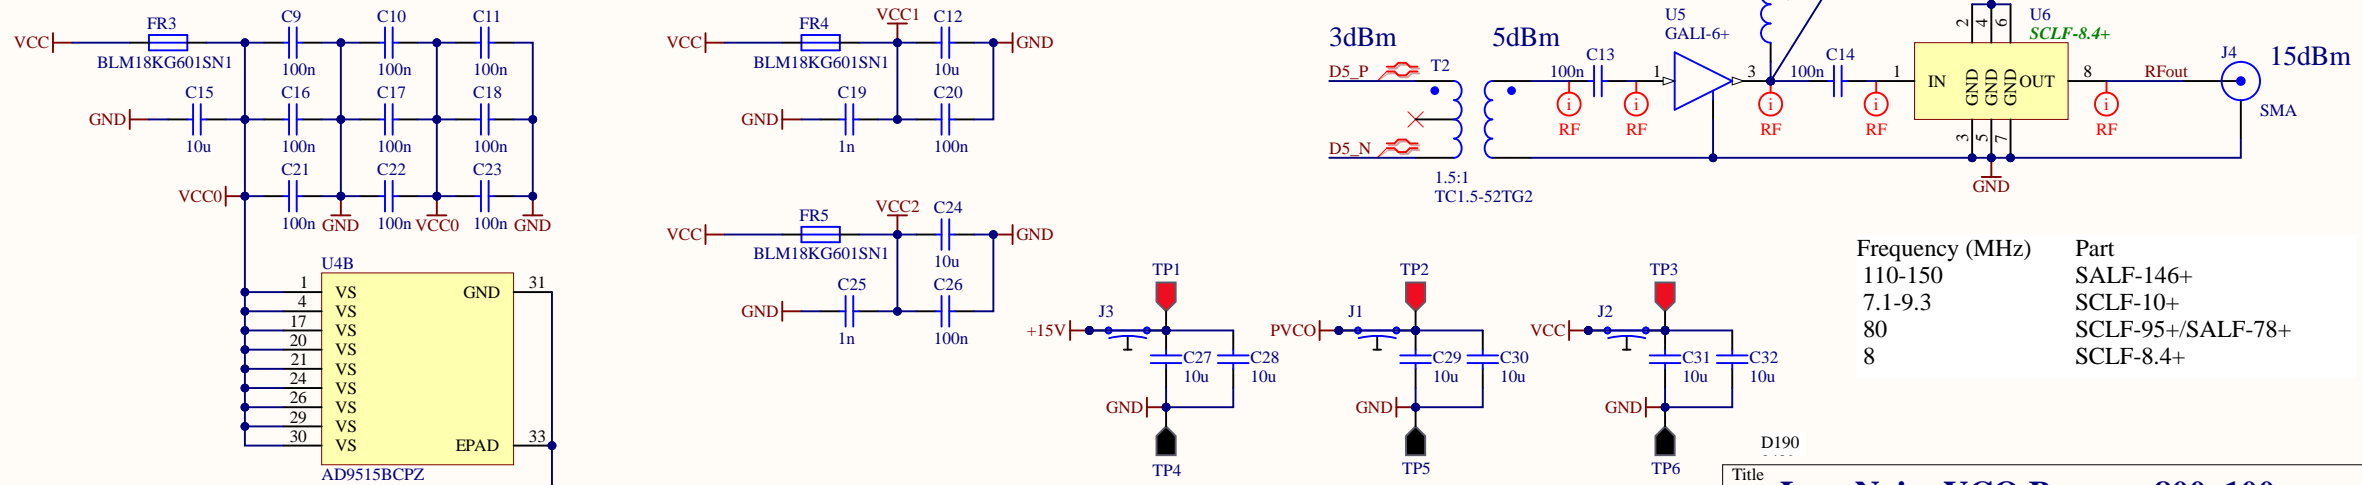 VCC FR3 BLM18KG601SN1 C9 100n C10 100n C11 100n
GND C15 10u C16 100n C17 100n C18 100n
VCC0 C21 100n GND C22 100n VCC0 C23 100n GND
U4B
1 VS GND 31
4 VS
17 VS
20 VS
21 VS
24 VS
26 VS
29 VS
30 VS EPAD 33
AD9515BCPZ
VCC FR4 BLM18KG601SN1 VCC1 C12 10u GND
GND C19 1n C20 100n
VCC FR5 BLM18KG601SN1 VCC2 C24 10u GND
GND C25 1n C26 100n
TP1
+15V J3 C27 10u C28 10u
GND
TP4
TP2
PVCO J1 C29 10u C30 10u
GND
TP5
TP3
VCC J2 C31 10u C32 10u
GND
TP6
3dBm 5dBm 15dBm
D5_P T2
D5_N
1.5:1
TC1.5-52TG2
100n C13
i RF i RF
U5
GALI-6+
1 3
i RF
100n C14
i RF
U6
SCLF-8.4+
2 4 6
1 IN GND GND GND OUT 8
3 5 7
GND
i RF
RFout
J4
SMA
Frequency (MHz) Part
110-150 SALF-146+
7.1-9.3 SCLF-10+
80 SCLF-95+/SALF-78+
8 SCLF-8.4+
D190
Title